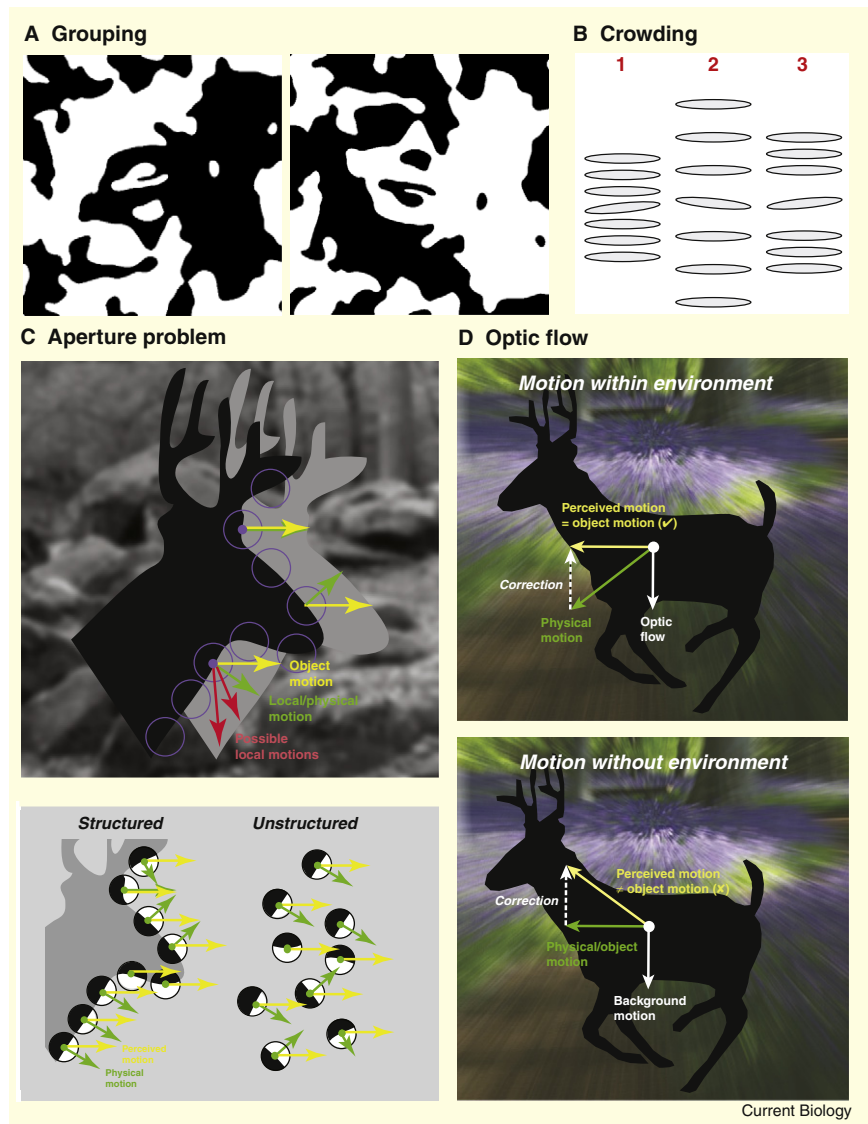 A Grouping
B Crowding
1 2 3
C Aperture problem
Object
motion
Local/physical
motion
Possible
local motions
Structured
Unstructured
Perceived
motion
Physical
motion
D Optic flow
Motion within environment
Perceived motion
= object motion (✓)
Correction
Physical
motion
Optic
flow
Motion without environment
Perceived motion
≠ object motion (✗)
Correction
Physical/object
motion
Background
motion
Current Biology